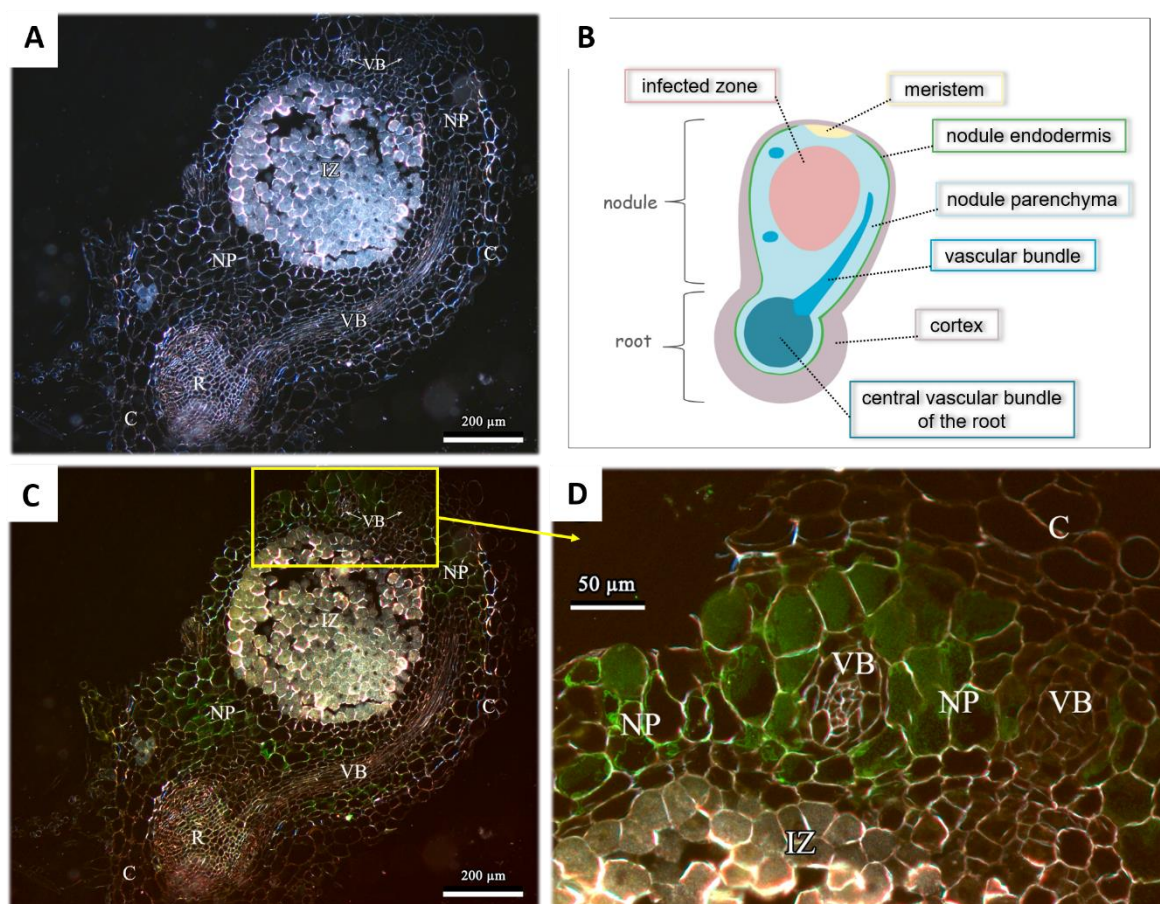 A
VB
NP
IZ
NP
C
VB
R
C
200 µm
B
infected zone
meristem
nodule endodermis
nodule
nodule parenchyma
vascular bundle
root
cortex
central vascular bundle
of the root
C
VB
NP
IZ
NP
C
VB
R
C
200 µm
D
C
50 µm
VB
NP
NP
VB
IZ